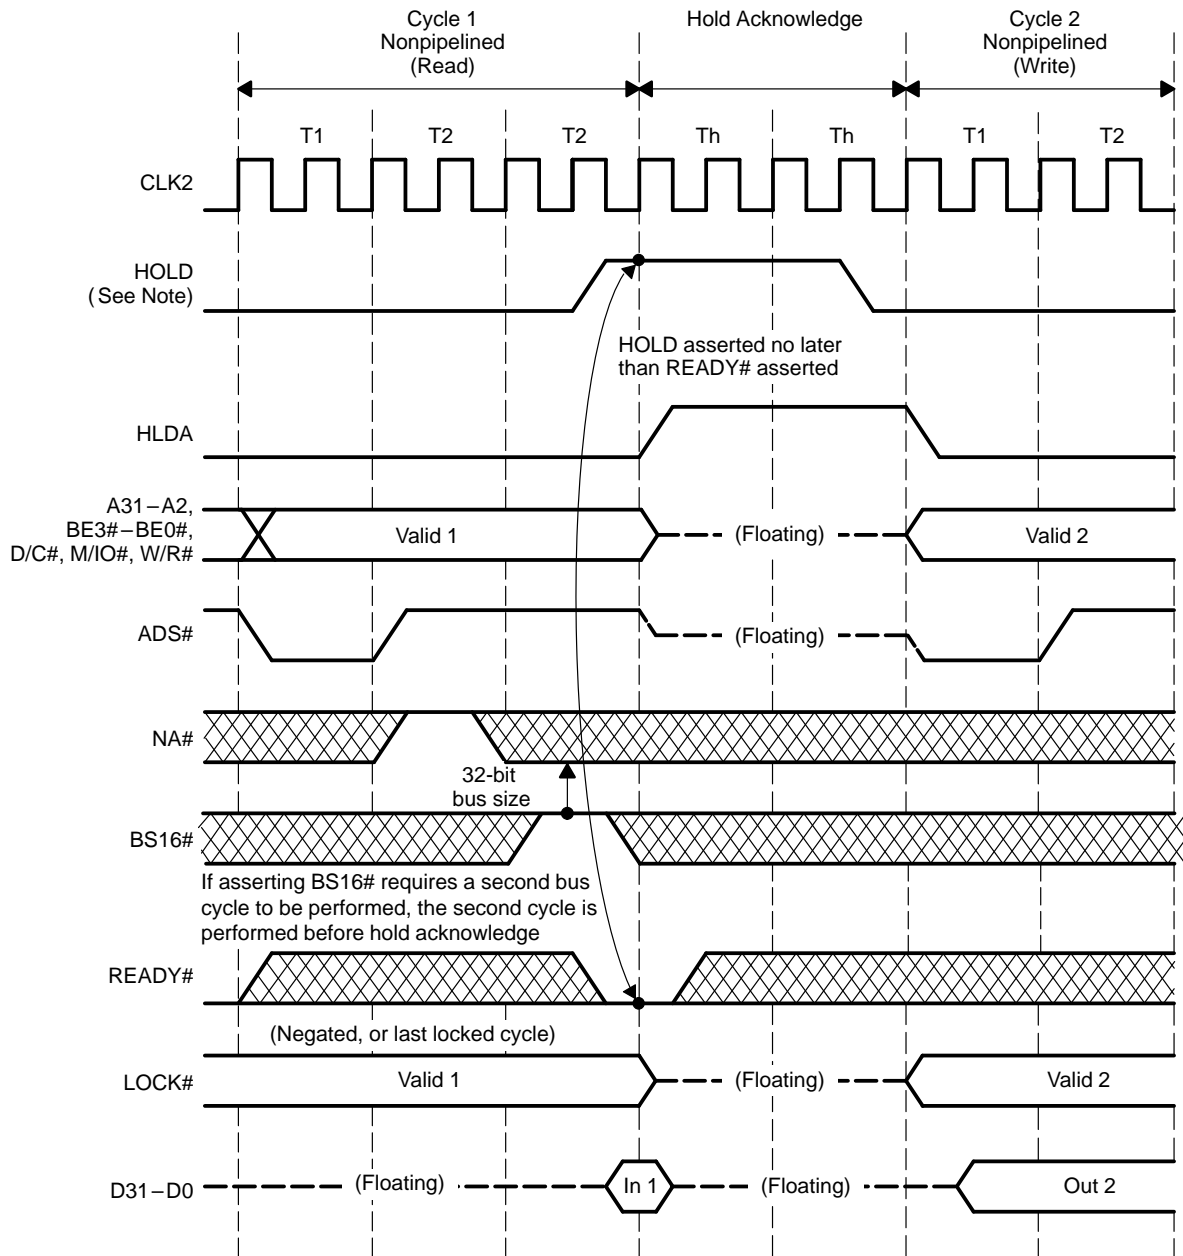 Cycle 1
Nonpipelined
(Read)
Hold Acknowledge
Cycle 2
Nonpipelined
(Write)
T1
T2
T2
Th
Th
T1
T2
CLK2
HOLD
(See Note)
HOLD asserted no later
than READY# asserted
HLDA
A31–A2,
BE3#–BE0#,
D/C#, M/IO#, W/R#
Valid 1
(Floating)
Valid 2
ADS#
(Floating)
NA#
32-bit
bus size
BS16#
If asserting BS16# requires a second bus
cycle to be performed, the second cycle is
performed before hold acknowledge
READY#
(Negated, or last locked cycle)
LOCK#
Valid 1
(Floating)
Valid 2
D31–D0
(Floating)
In 1
(Floating)
Out 2